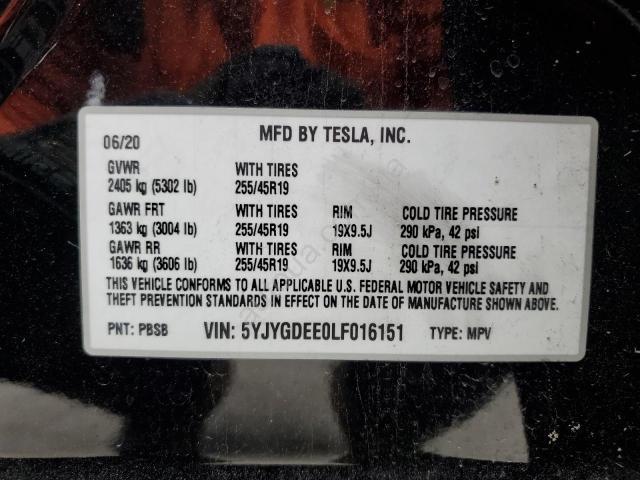 06/20 MFD BY TESLA, INC.
GVWR WITH TIRES
2405 kg (5302 lb) 255/45R19
GAWR FRT WITH TIRES RIM COLD TIRE PRESSURE
1363 kg (3004 lb) 255/45R19 19X9.5J 290 kPa, 42 psi
GAWR RR WITH TIRES RIM COLD TIRE PRESSURE
1636 kg (3606 lb) 255/45R19 19X9.5J 290 kPa, 42 psi
THIS VEHICLE CONFORMS TO ALL APPLICABLE U.S. FEDERAL MOTOR VEHICLE SAFETY AND
THEFT PREVENTION STANDARDS IN EFFECT ON THE DATE OF MANUFACTURE SHOWN ABOVE.
PNT: PBSB VIN: 5YJYGDEE0LF016151 TYPE: MPV